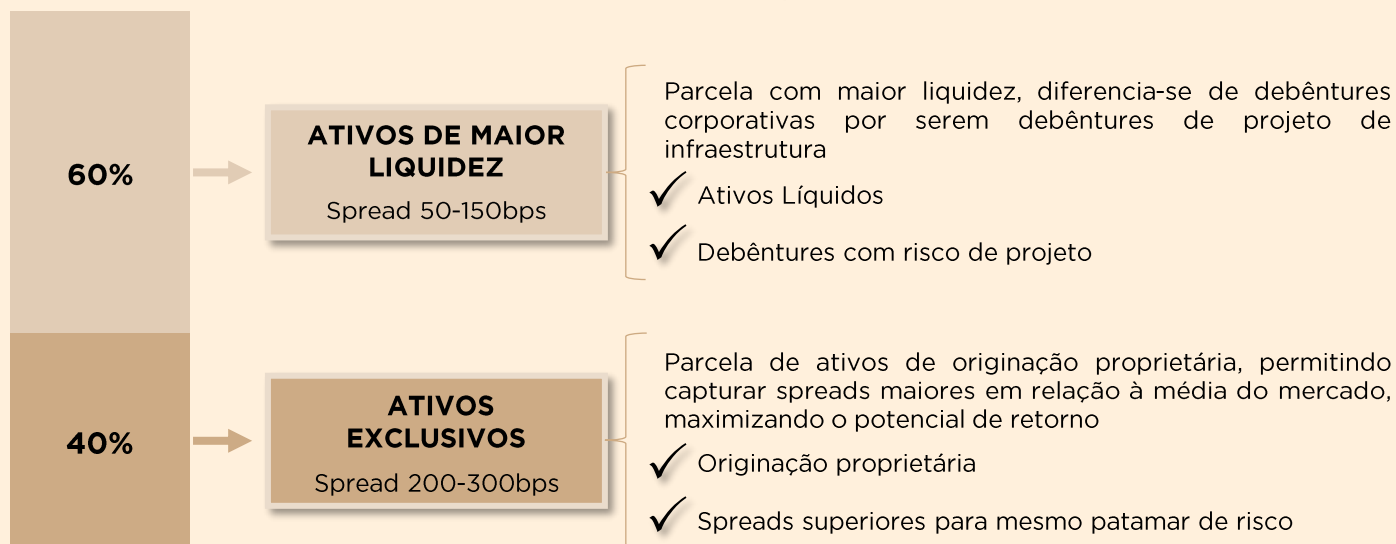 60%
ATIVOS DE MAIOR
LIQUIDEZ
Spread 50-150bps
Parcela com maior liquidez, diferencia-se de debêntures
corporativas por serem debêntures de projeto de
infraestrutura
Ativos Líquidos
Debêntures com risco de projeto
40%
ATIVOS
EXCLUSIVOS
Spread 200-300bps
Parcela de ativos de originação proprietária, permitindo
capturar spreads maiores em relação à média do mercado,
maximizando o potencial de retorno
Originação proprietária
Spreads superiores para mesmo patamar de risco